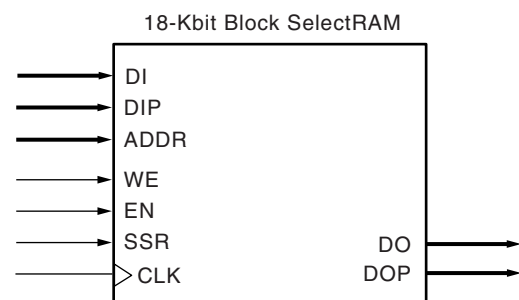 18-Kbit Block SelectRAM
DI
DIP
ADDR
WE
EN
SSR
CLK
DO
DOP